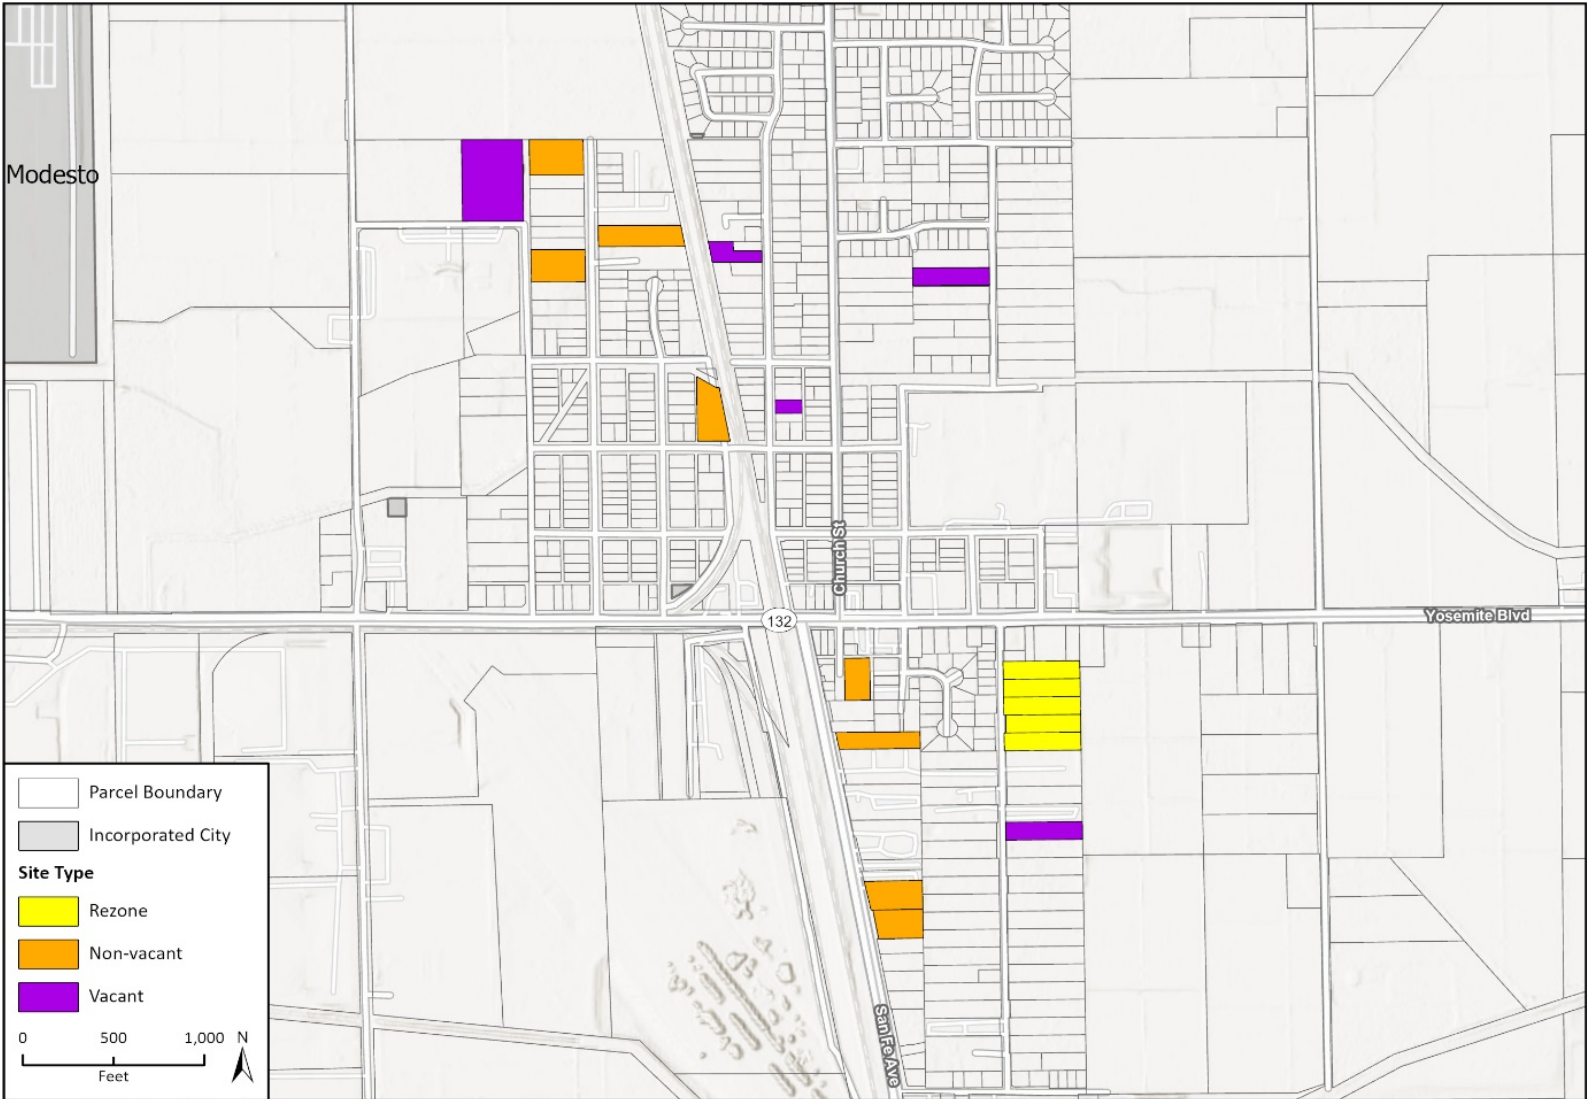 Modesto
Church St
132
Yosemite Blvd
San Fe Ave
Parcel Boundary
Incorporated City
Site Type
Rezone
Non-vacant
Vacant
0 500 1,000 N
Feet